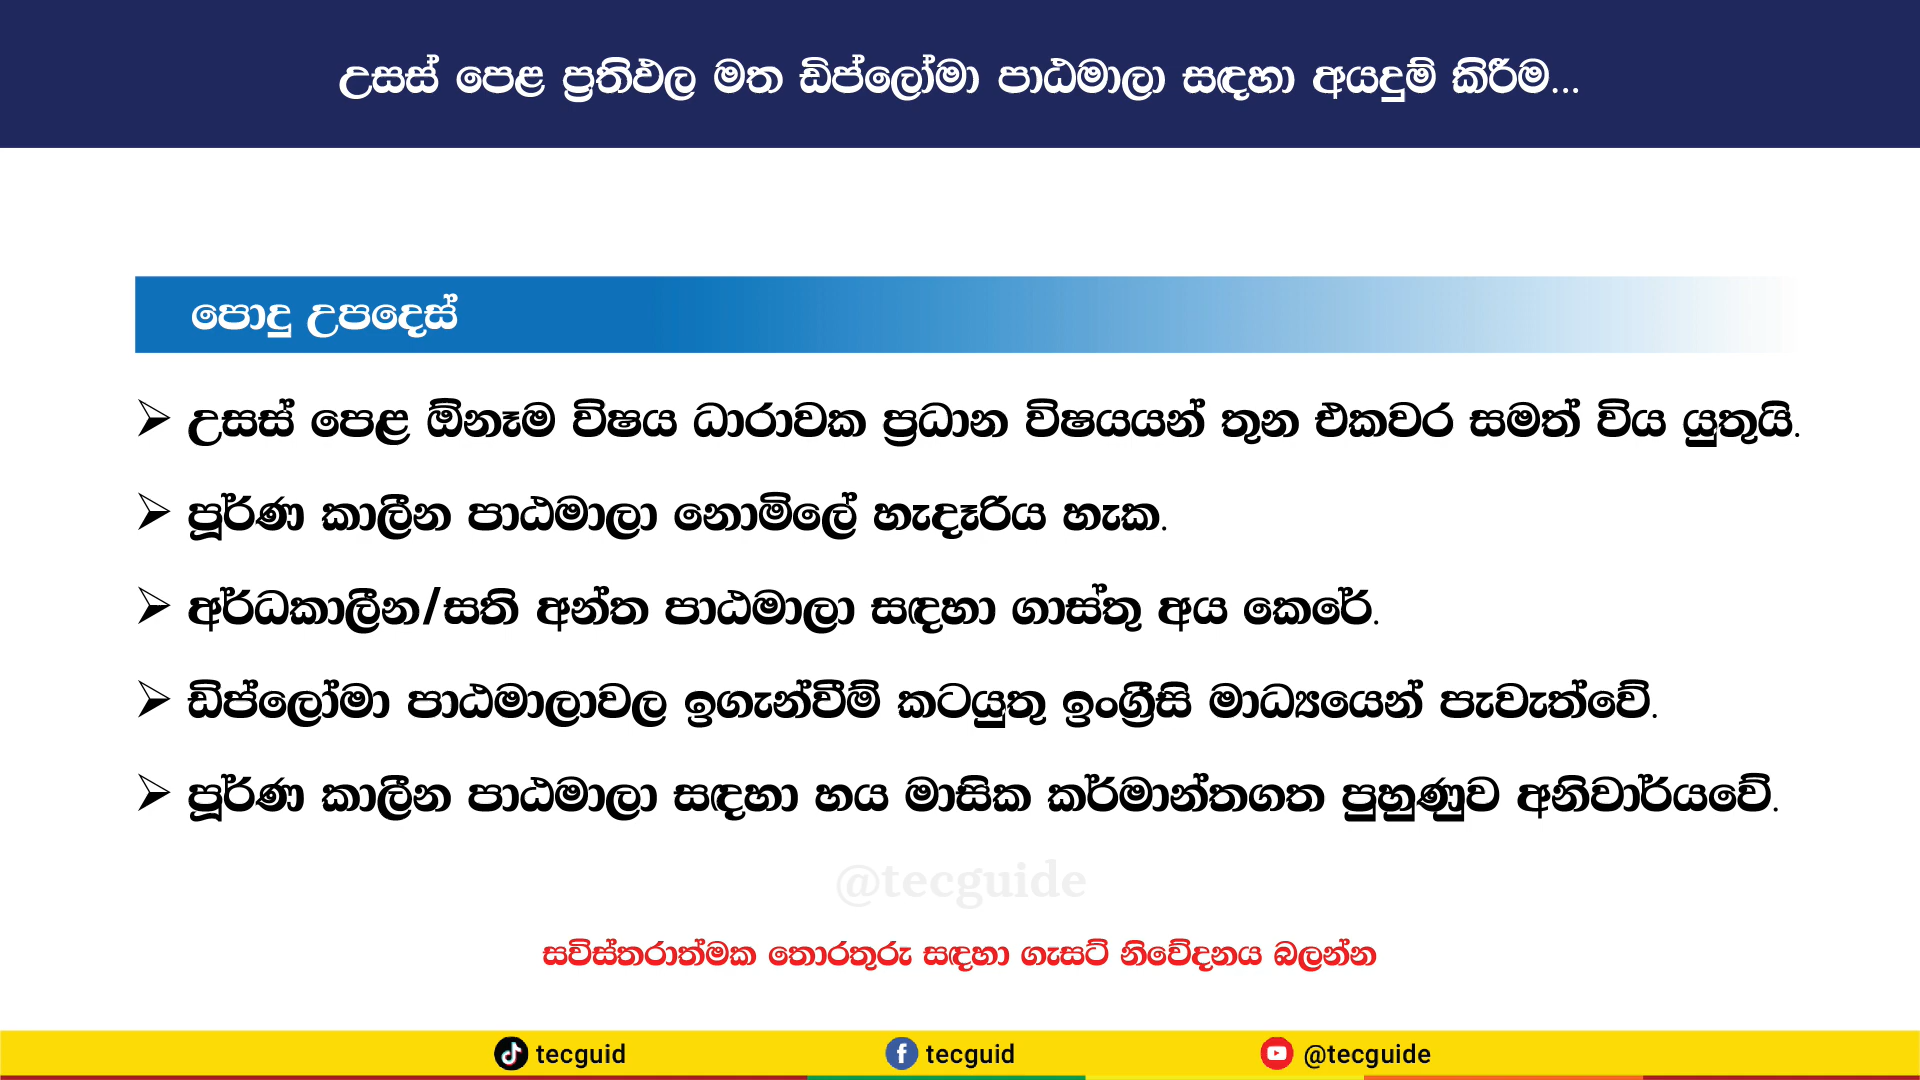 උසස් පෙළ ප්‍රතිඵල මත ඩිප්ලෝමා පාඨමාලා සඳහා අයදුම් කිරීම...
පොදු උපදෙස්
➢ උසස් පෙළ ඕනෑම විෂය ධාරාවක ප්‍රධාන විෂයයන් තුන එකවර සමත් විය යුතුයි.
➢ පූර්ණ කාලීන පාඨමාලා නොමිලේ හැදෑරිය හැක.
➢ අර්ධකාලීන/සති අන්ත පාඨමාලා සඳහා ගාස්තු අය කෙරේ.
➢ ඩිප්ලෝමා පාඨමාලාවල ඉගැන්වීම් කටයුතු ඉංග්‍රීසි මාධ්‍යයෙන් පැවැත්වේ.
➢ පූර්ණ කාලීන පාඨමාලා සඳහා හය මාසික කර්මාන්තගත පුහුණුව අනිවාර්යවේ.
@tecguide
සවිස්තරාත්මක තොරතුරු සඳහා ගැසට් නිවේදනය බලන්න
tecguid tecguid @tecguide